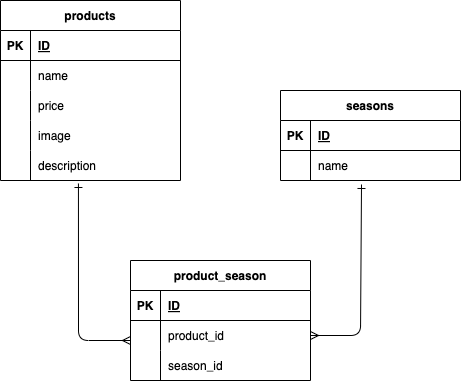 products
PK ID
name
price
image
description
seasons
PK ID
name
product_season
PK ID
product_id
season_id